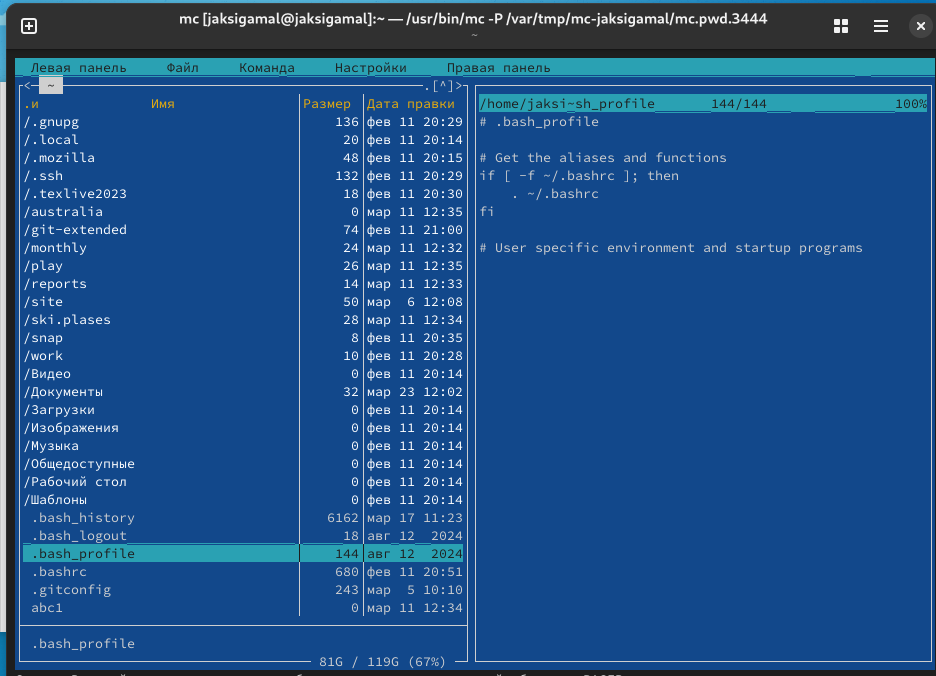 mc [jaksigamal@jaksigamal]:~ — /usr/bin/mc -P /var/tmp/mc-jaksigamal/mc.pwd.3444
~
Левая панель Файл Команда Настройки Правая панель
<─ ~ .[^]>
.и Имя Размер Дата правки
/.gnupg 136 фев 11 20:29
/.local 20 фев 11 20:14
/.mozilla 48 фев 11 20:15
/.ssh 132 фев 11 20:29
/.texlive2023 18 фев 11 20:30
/australia 0 мар 11 12:35
/git-extended 74 фев 11 21:00
/monthly 24 мар 11 12:32
/play 26 мар 11 12:35
/reports 14 мар 11 12:33
/site 50 мар 6 12:08
/ski.plases 28 мар 11 12:34
/snap 8 фев 11 20:35
/work 10 фев 11 20:28
/Видео 0 фев 11 20:14
/Документы 32 мар 23 12:02
/Загрузки 0 фев 11 20:14
/Изображения 0 фев 11 20:14
/Музыка 0 фев 11 20:14
/Общедоступные 0 фев 11 20:14
/Рабочий стол 0 фев 11 20:14
/Шаблоны 0 фев 11 20:14
.bash_history 6162 мар 17 11:23
.bash_logout 18 авг 12 2024
.bash_profile 144 авг 12 2024
.bashrc 680 фев 11 20:51
.gitconfig 243 мар 5 10:10
abc1 0 мар 11 12:34
.bash_profile
81G / 119G (67%)
/home/jaksi~sh_profile 144/144 100%
# .bash_profile
# Get the aliases and functions
if [ -f ~/.bashrc ]; then
. ~/.bashrc
fi
# User specific environment and startup programs